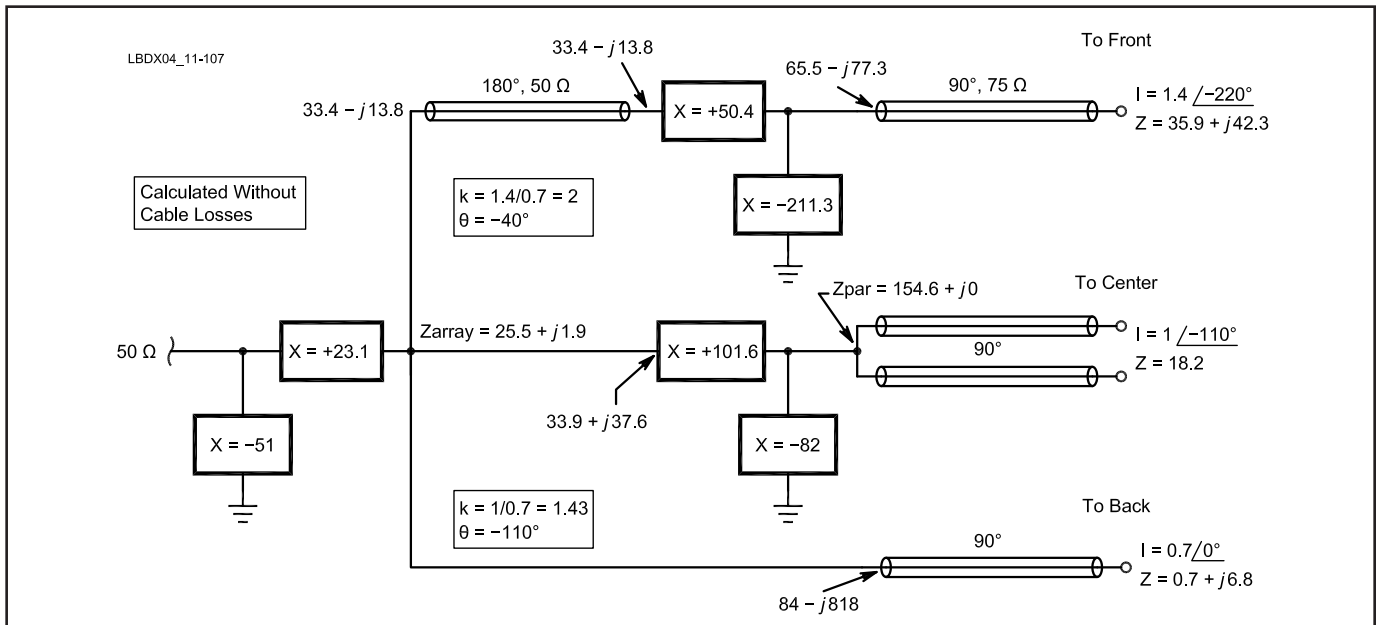 LBDX04_11-107
To Front
33.4 − j13.8
65.5 − j77.3
180°, 50 Ω
90°, 75 Ω
33.4 − j13.8
X = +50.4
I = 1.4 /−220°
Z = 35.9 + j42.3
Calculated Without
Cable Losses
k = 1.4/0.7 = 2
θ = −40°
X = −211.3
Zpar = 154.6 + j0
To Center
50 Ω
X = +23.1
Zarray = 25.5 + j1.9
X = +101.6
90°
I = 1 /−110°
Z = 18.2
33.9 + j37.6
X = −51
X = −82
k = 1/0.7 = 1.43
θ = −110°
To Back
90°
I = 0.7/0°
Z = 0.7 + j6.8
84 − j818